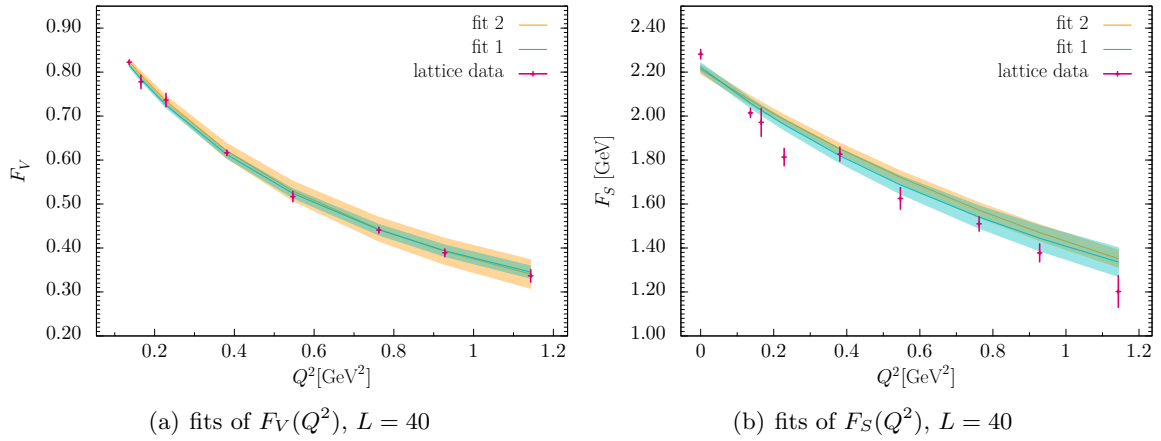 0.90
0.80
0.70
0.60
0.50
0.40
0.30
0.20
F_V
fit 2
fit 1
lattice data
0.2 0.4 0.6 0.8 1 1.2
Q^2[GeV^2]
(a) fits of F_V(Q^2), L = 40
2.40
2.20
2.00
1.80
1.60
1.40
1.20
1.00
F_S [GeV]
fit 2
fit 1
lattice data
0 0.2 0.4 0.6 0.8 1 1.2
Q^2[GeV^2]
(b) fits of F_S(Q^2), L = 40